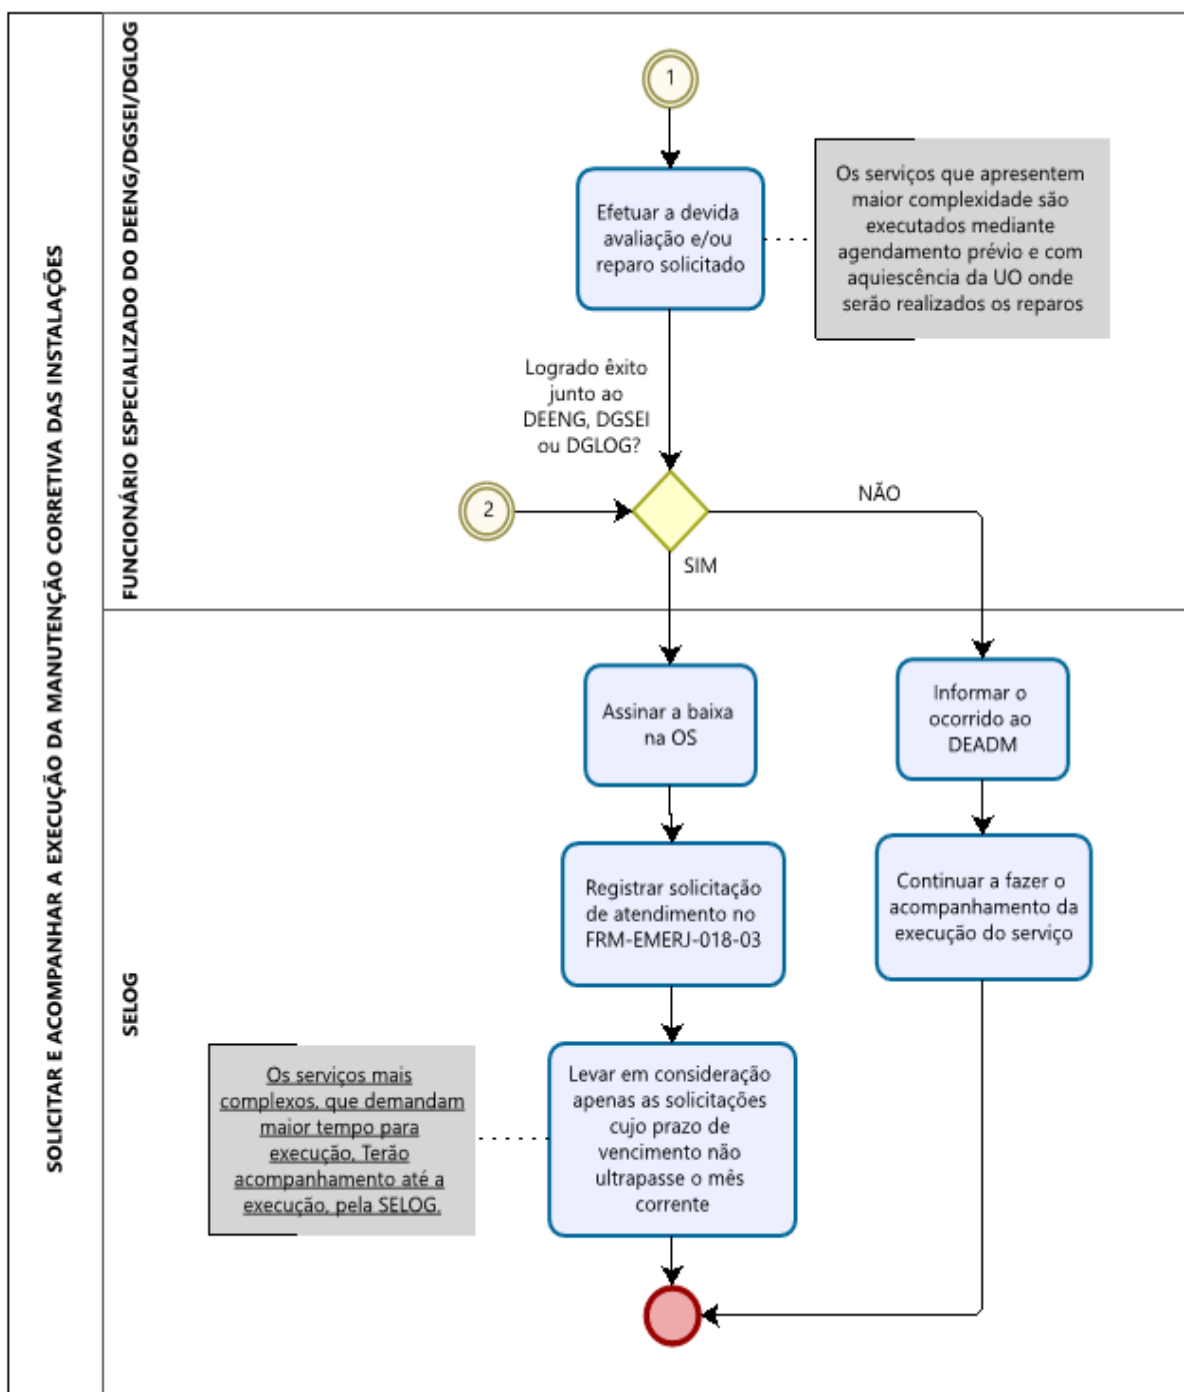 SOLICITAR E ACOMPANHAR A EXECUÇÃO DA MANUTENÇÃO CORRETIVA DAS INSTALAÇÕES
FUNCIONÁRIO ESPECIALIZADO DO DEENG/DGSEI/DGLOG
1
Efetuar a devida
avaliação e/ou
reparo solicitado
Os serviços que apresentem
maior complexidade são
executados mediante
agendamento prévio e com
aquiescência da UO onde
serão realizados os reparos
Logrado êxito
junto ao
DEENG, DGSEI
ou DGLOG?
2
NÃO
SIM
SELOG
Assinar a baixa
na OS
Informar o
ocorrido ao
DEADM
Registrar solicitação
de atendimento no
FRM-EMERJ-018-03
Continuar a fazer o
acompanhamento da
execução do serviço
Os serviços mais
complexos, que demandam
maior tempo para
execução, Terão
acompanhamento até a
execução, pela SELOG.
Levar em consideração
apenas as solicitações
cujo prazo de
vencimento não
ultrapasse o mês
corrente